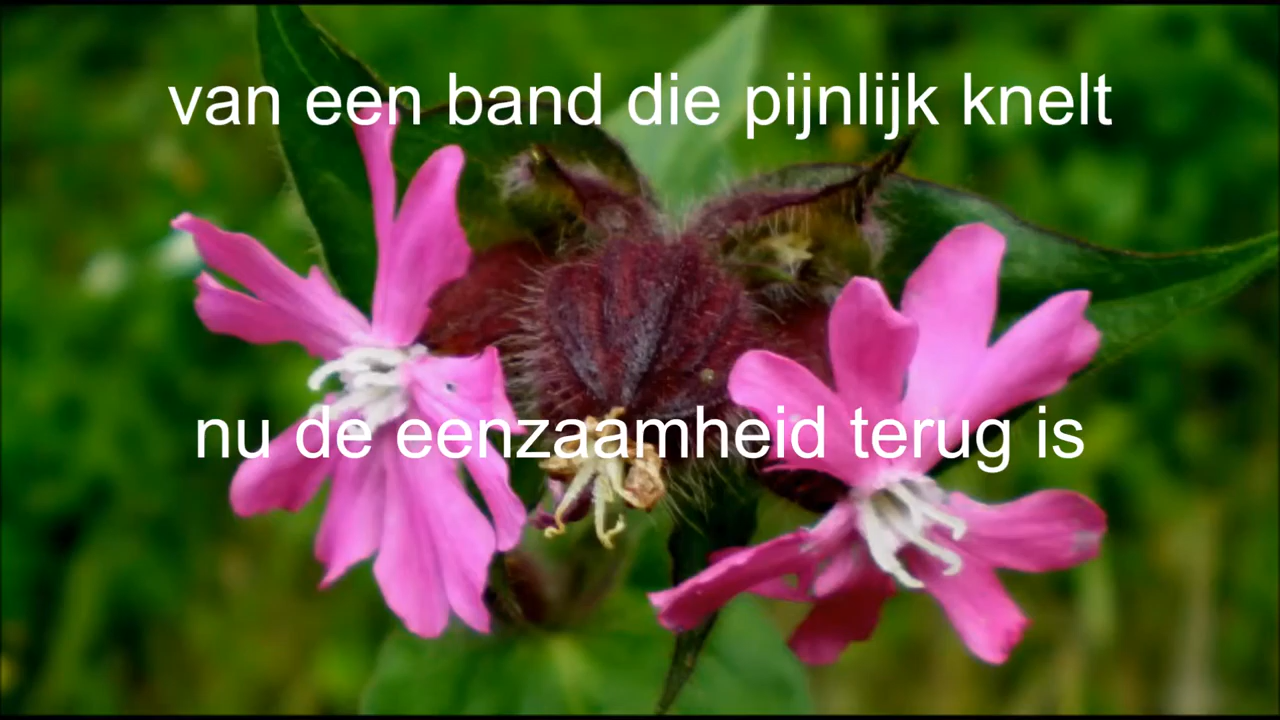 van een band die pijnlijk knelt
nu de eenzaamheid terug is